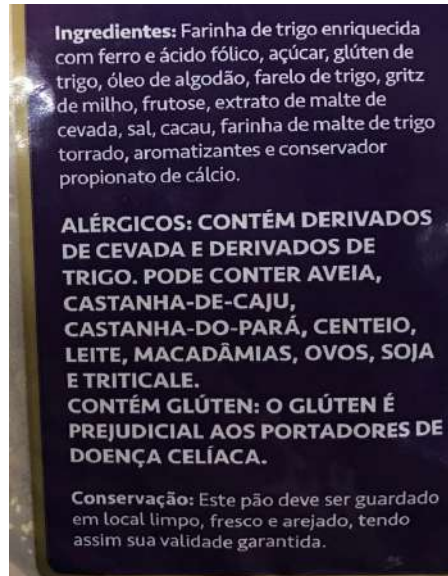 Ingredientes: Farinha de trigo enriquecida
com ferro e ácido fólico, açúcar, glúten de
trigo, óleo de algodão, farelo de trigo, gritz
de milho, frutose, extrato de malte de
cevada, sal, cacau, farinha de malte de trigo
torrado, aromatizantes e conservador
propionato de cálcio.
ALÉRGICOS: CONTÉM DERIVADOS
DE CEVADA E DERIVADOS DE
TRIGO. PODE CONTER AVEIA,
CASTANHA-DE-CAJU,
CASTANHA-DO-PARÁ, CENTEIO,
LEITE, MACADÂMIAS, OVOS, SOJA
E TRITICALE.
CONTÉM GLÚTEN: O GLÚTEN É
PREJUDICIAL AOS PORTADORES DE
DOENÇA CELÍACA.
Conservação: Este pão deve ser guardado
em local limpo, fresco e arejado, tendo
assim sua validade garantida.